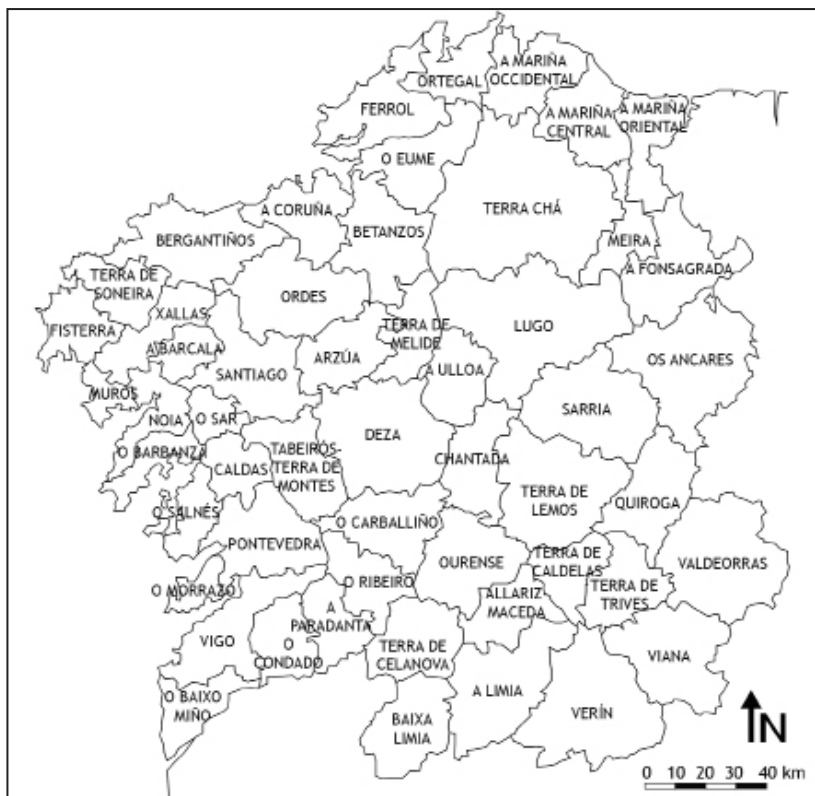 A MARIÑA
OCCIDENTAL
ORTEGAL
FERROL
A MARIÑA
CENTRAL
A MARIÑA
ORIENTAL
O EUME
A CORUÑA
BETANZOS
TERRA CHÁ
BERGANTIÑOS
MEIRA
A FONSAGRADA
TERRA DE
SONEIRA
ORDES
XALLAS
FISTERRA
TERRA DE
MELIDE
LUGO
A BARCALA
ARZÚA
OS ANCARES
SANTIAGO
A ULLOA
MUROS
SARRIA
NOIA
O SAR
DEZA
O BARBANZA
CALDAS
TABEIRÓS-
TERRA DE
MONTES
CHANTADA
TERRA DE
LEMOS
QUIROGA
O SALNÉS
O CARBALLIÑO
PONTEVEDRA
OURENSE
TERRA DE
CALDELAS
VALDEORRAS
O MORRAZO
O RIBEIRO
ALLARIZ
MACEDA
TERRA DE
TRIVES
A
PARADANTA
VIGO
O
CONDADO
TERRA DE
CELANOVA
VIANA
O BAIXO
MIÑO
A LIMIA
BAIXA
LIMIA
VERÍN
N
0 10 20 30 40 km